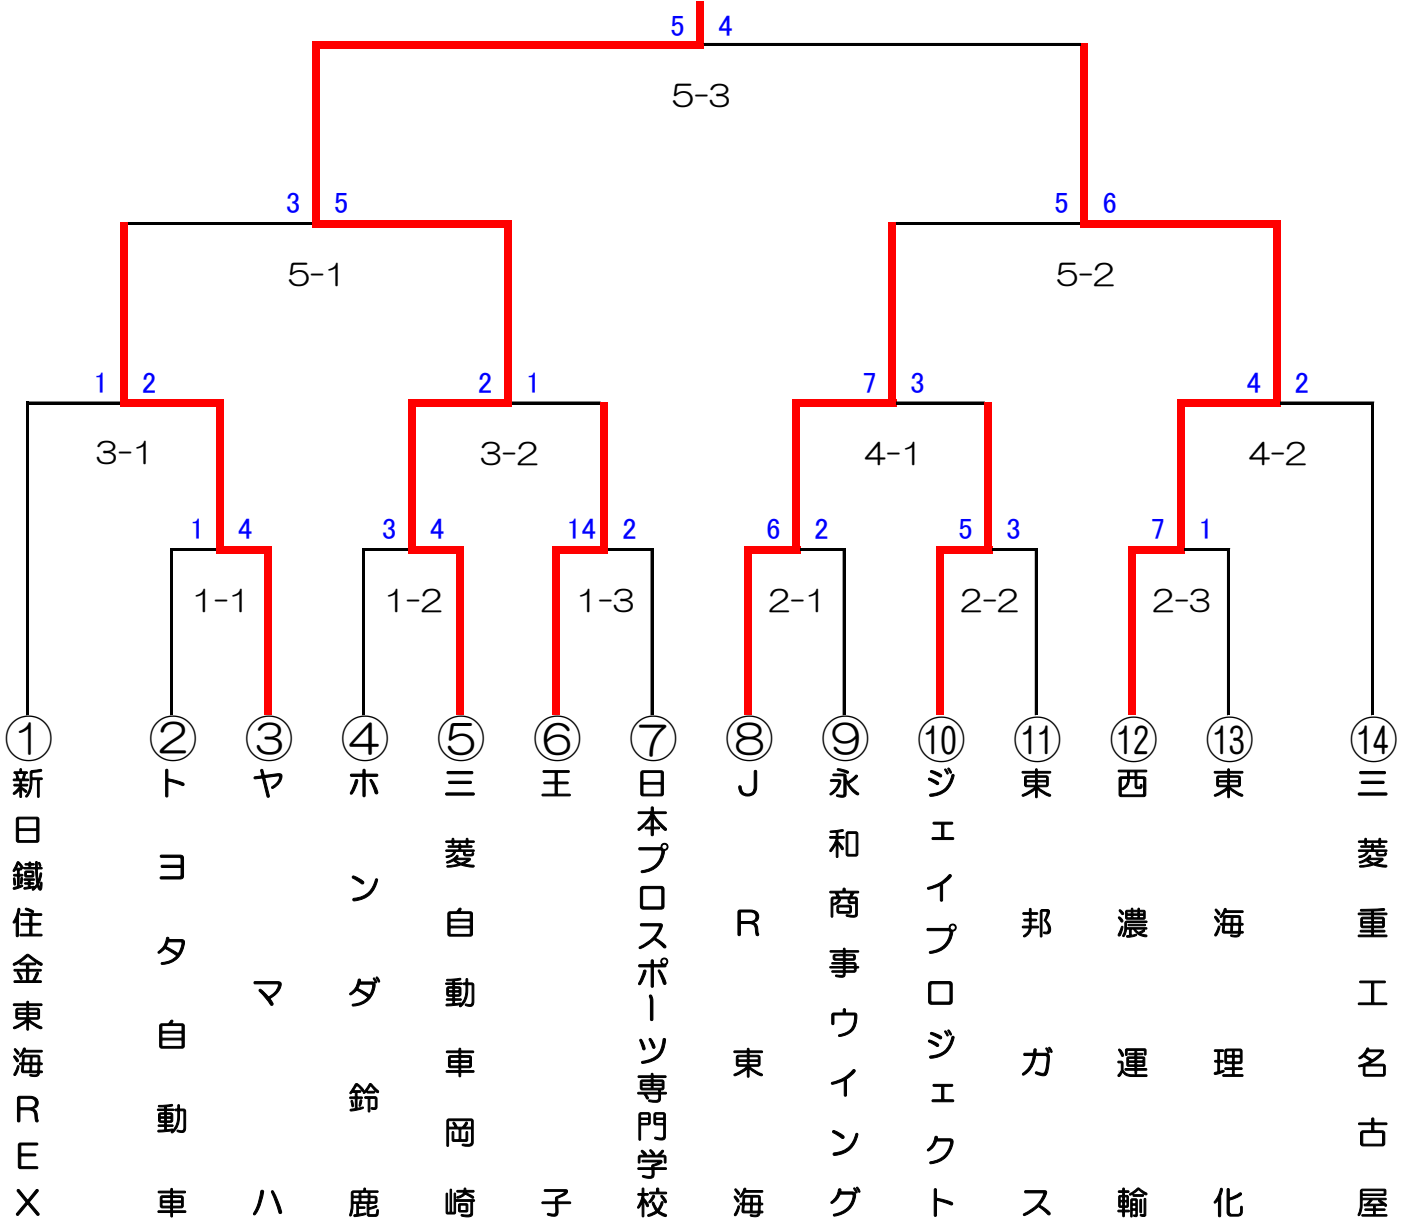 5 4
5-3
3 5 5 6
5-1 5-2
1 2 2 1 7 3 4 2
3-1 3-2 4-1 4-2
1 4 3 4 14 2 6 2 5 3 7 1
1-1 1-2 1-3 2-1 2-2 2-3
① ② ③ ④ ⑤ ⑥ ⑦ ⑧ ⑨ ⑩ ⑪ ⑫ ⑬ ⑭
新日鐵住金東海REX
トヨタ自動車
ヤマハ
ホンダ鈴鹿
三菱自動車岡崎
王子
日本プロスポーツ専門学校
JR東海
永和商事ウイング
ジェイプロジェクト
東邦ガス
西濃運輸
東海理化
三菱重工名古屋